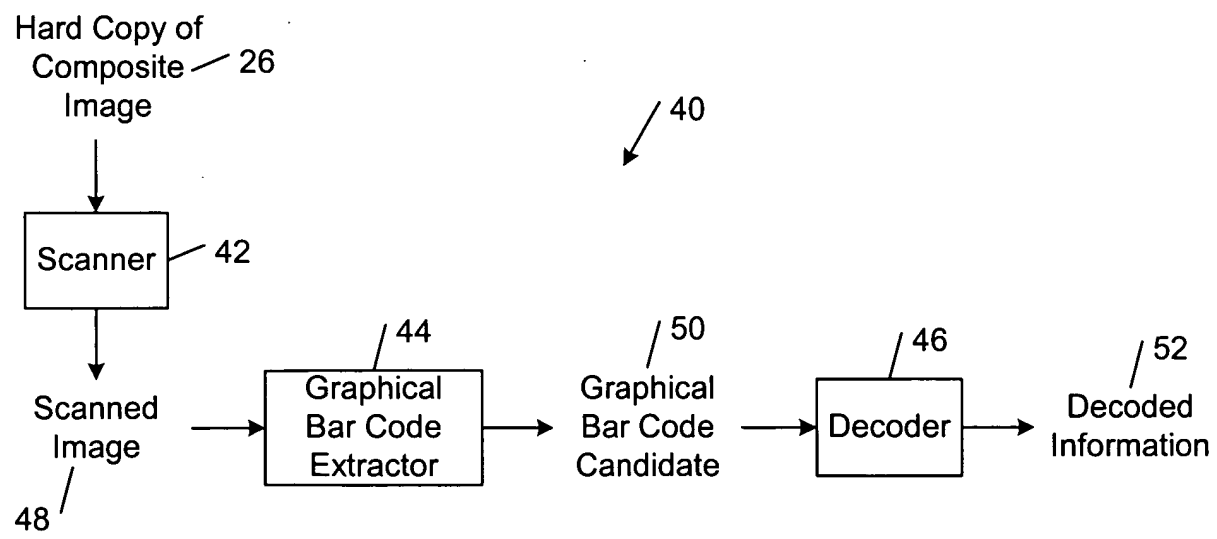 Hard Copy of
Composite 26
Image
40
Scanner 42
44
50
46
52
Graphical
Bar Code
Extractor
Graphical
Bar Code
Candidate
Decoder
Decoded
Information
Scanned
Image
48